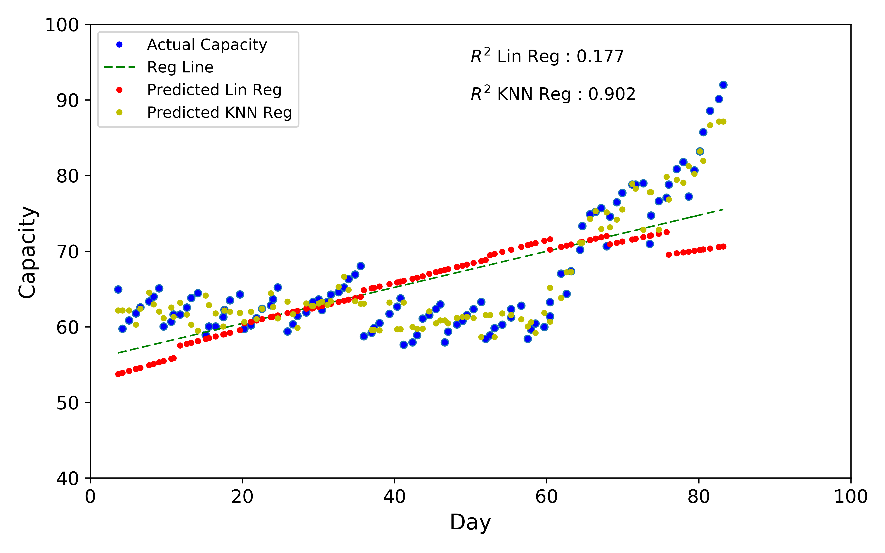 100
90
80
70
60
50
40
0
20
40
60
80
100
Capacity
Day
Actual Capacity
Reg Line
Predicted Lin Reg
Predicted KNN Reg
R² Lin Reg : 0.177
R² KNN Reg : 0.902